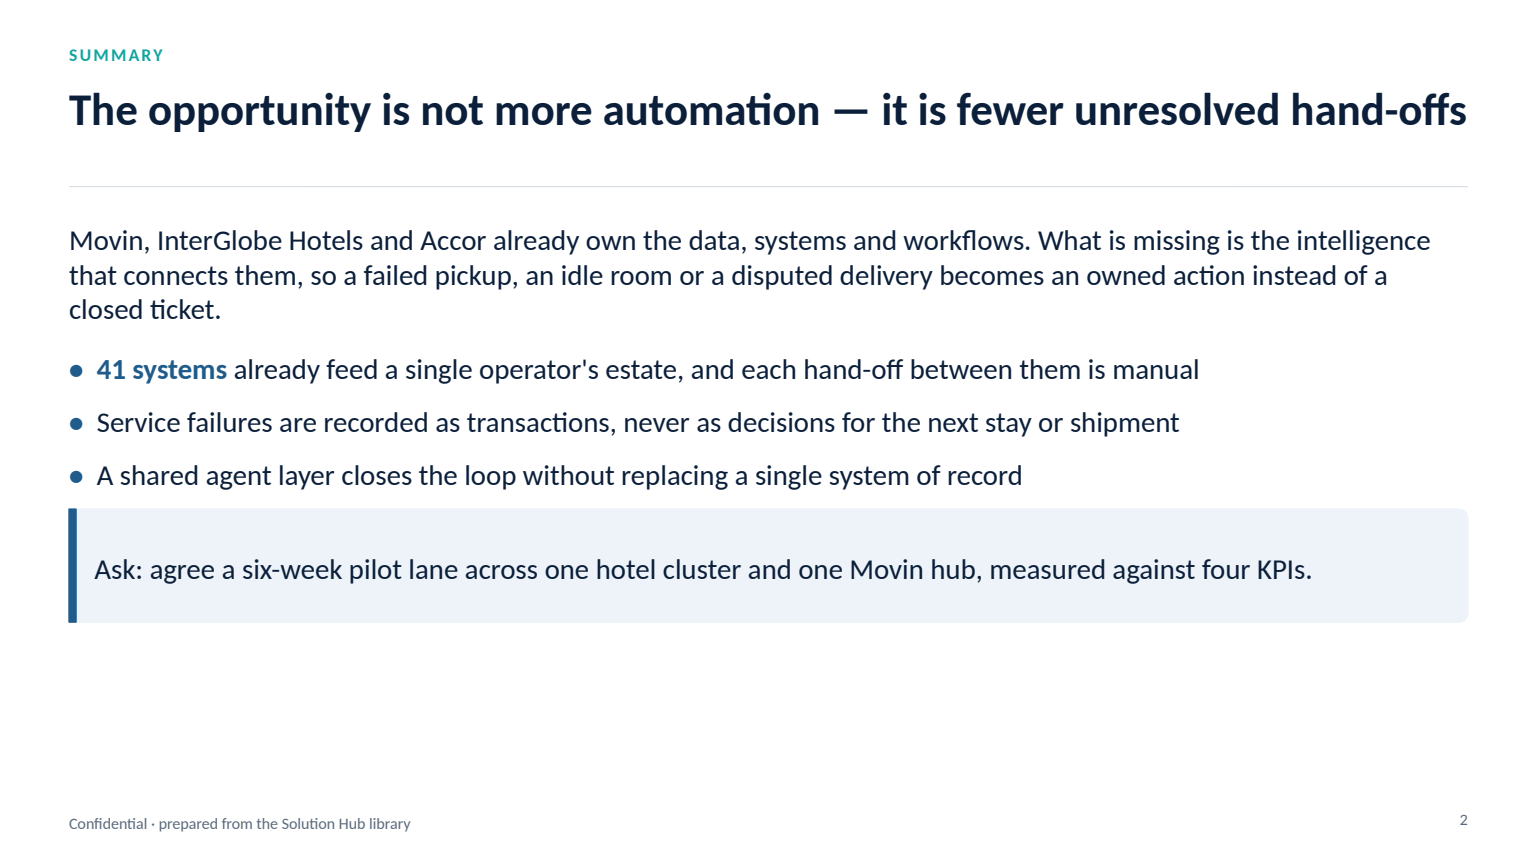 SUMMARY
The opportunity is not more automation — it is fewer unresolved hand-offs
Movin, InterGlobe Hotels and Accor already own the data, systems and workflows. What is missing is the intelligence
that connects them, so a failed pickup, an idle room or a disputed delivery becomes an owned action instead of a
closed ticket.
● 41 systems already feed a single operator's estate, and each hand-off between them is manual
● Service failures are recorded as transactions, never as decisions for the next stay or shipment
● A shared agent layer closes the loop without replacing a single system of record
Ask: agree a six-week pilot lane across one hotel cluster and one Movin hub, measured against four KPIs.
Confidential · prepared from the Solution Hub library
2